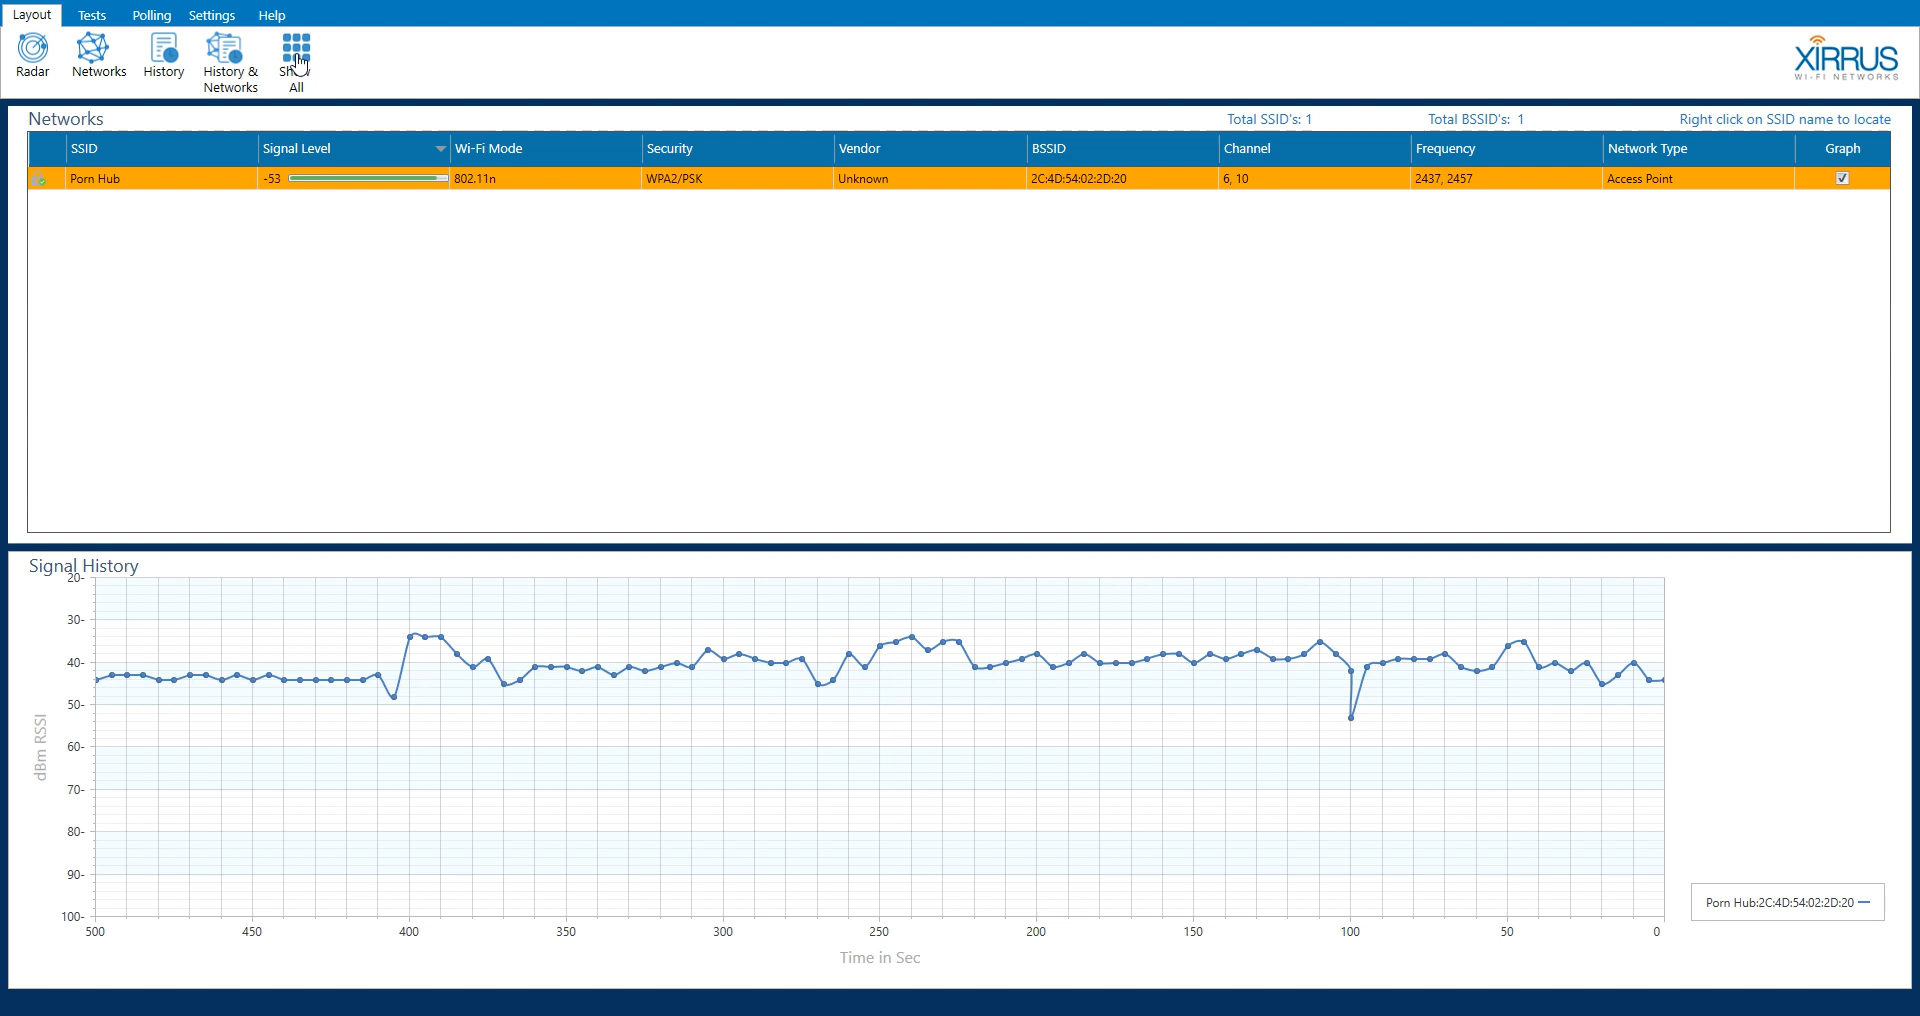 Layout Tests Polling Settings Help
Radar Networks History History & Networks Show All
XIRRUS
WI-FI NETWORKS
Networks Total SSID's: 1 Total BSSID's: 1 Right click on SSID name to locate
SSID Signal Level Wi-Fi Mode Security Vendor BSSID Channel Frequency Network Type Graph
Porn Hub -53 802.11n WPA2/PSK Unknown 2C:4D:54:02:2D:20 6, 10 2437, 2457 Access Point
Signal History
20-
30-
40-
50-
60-
70-
80-
90-
100-
dBm RSSI
500 450 400 350 300 250 200 150 100 50 0
Time in Sec
Porn Hub:2C:4D:54:02:2D:20